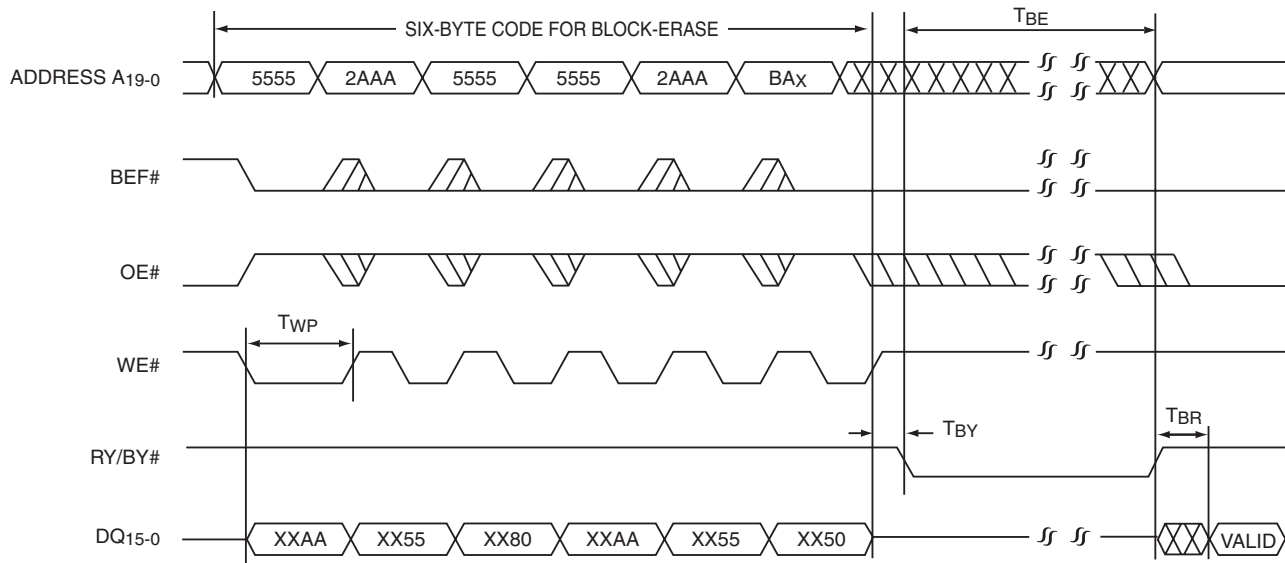 SIX-BYTE CODE FOR BLOCK-ERASE TBE
ADDRESS A19-0 5555 2AAA 5555 5555 2AAA BAX
BEF#
OE#
TWP
WE#
TBY TBR
RY/BY#
DQ15-0 XXAA XX55 XX80 XXAA XX55 XX50 VALID